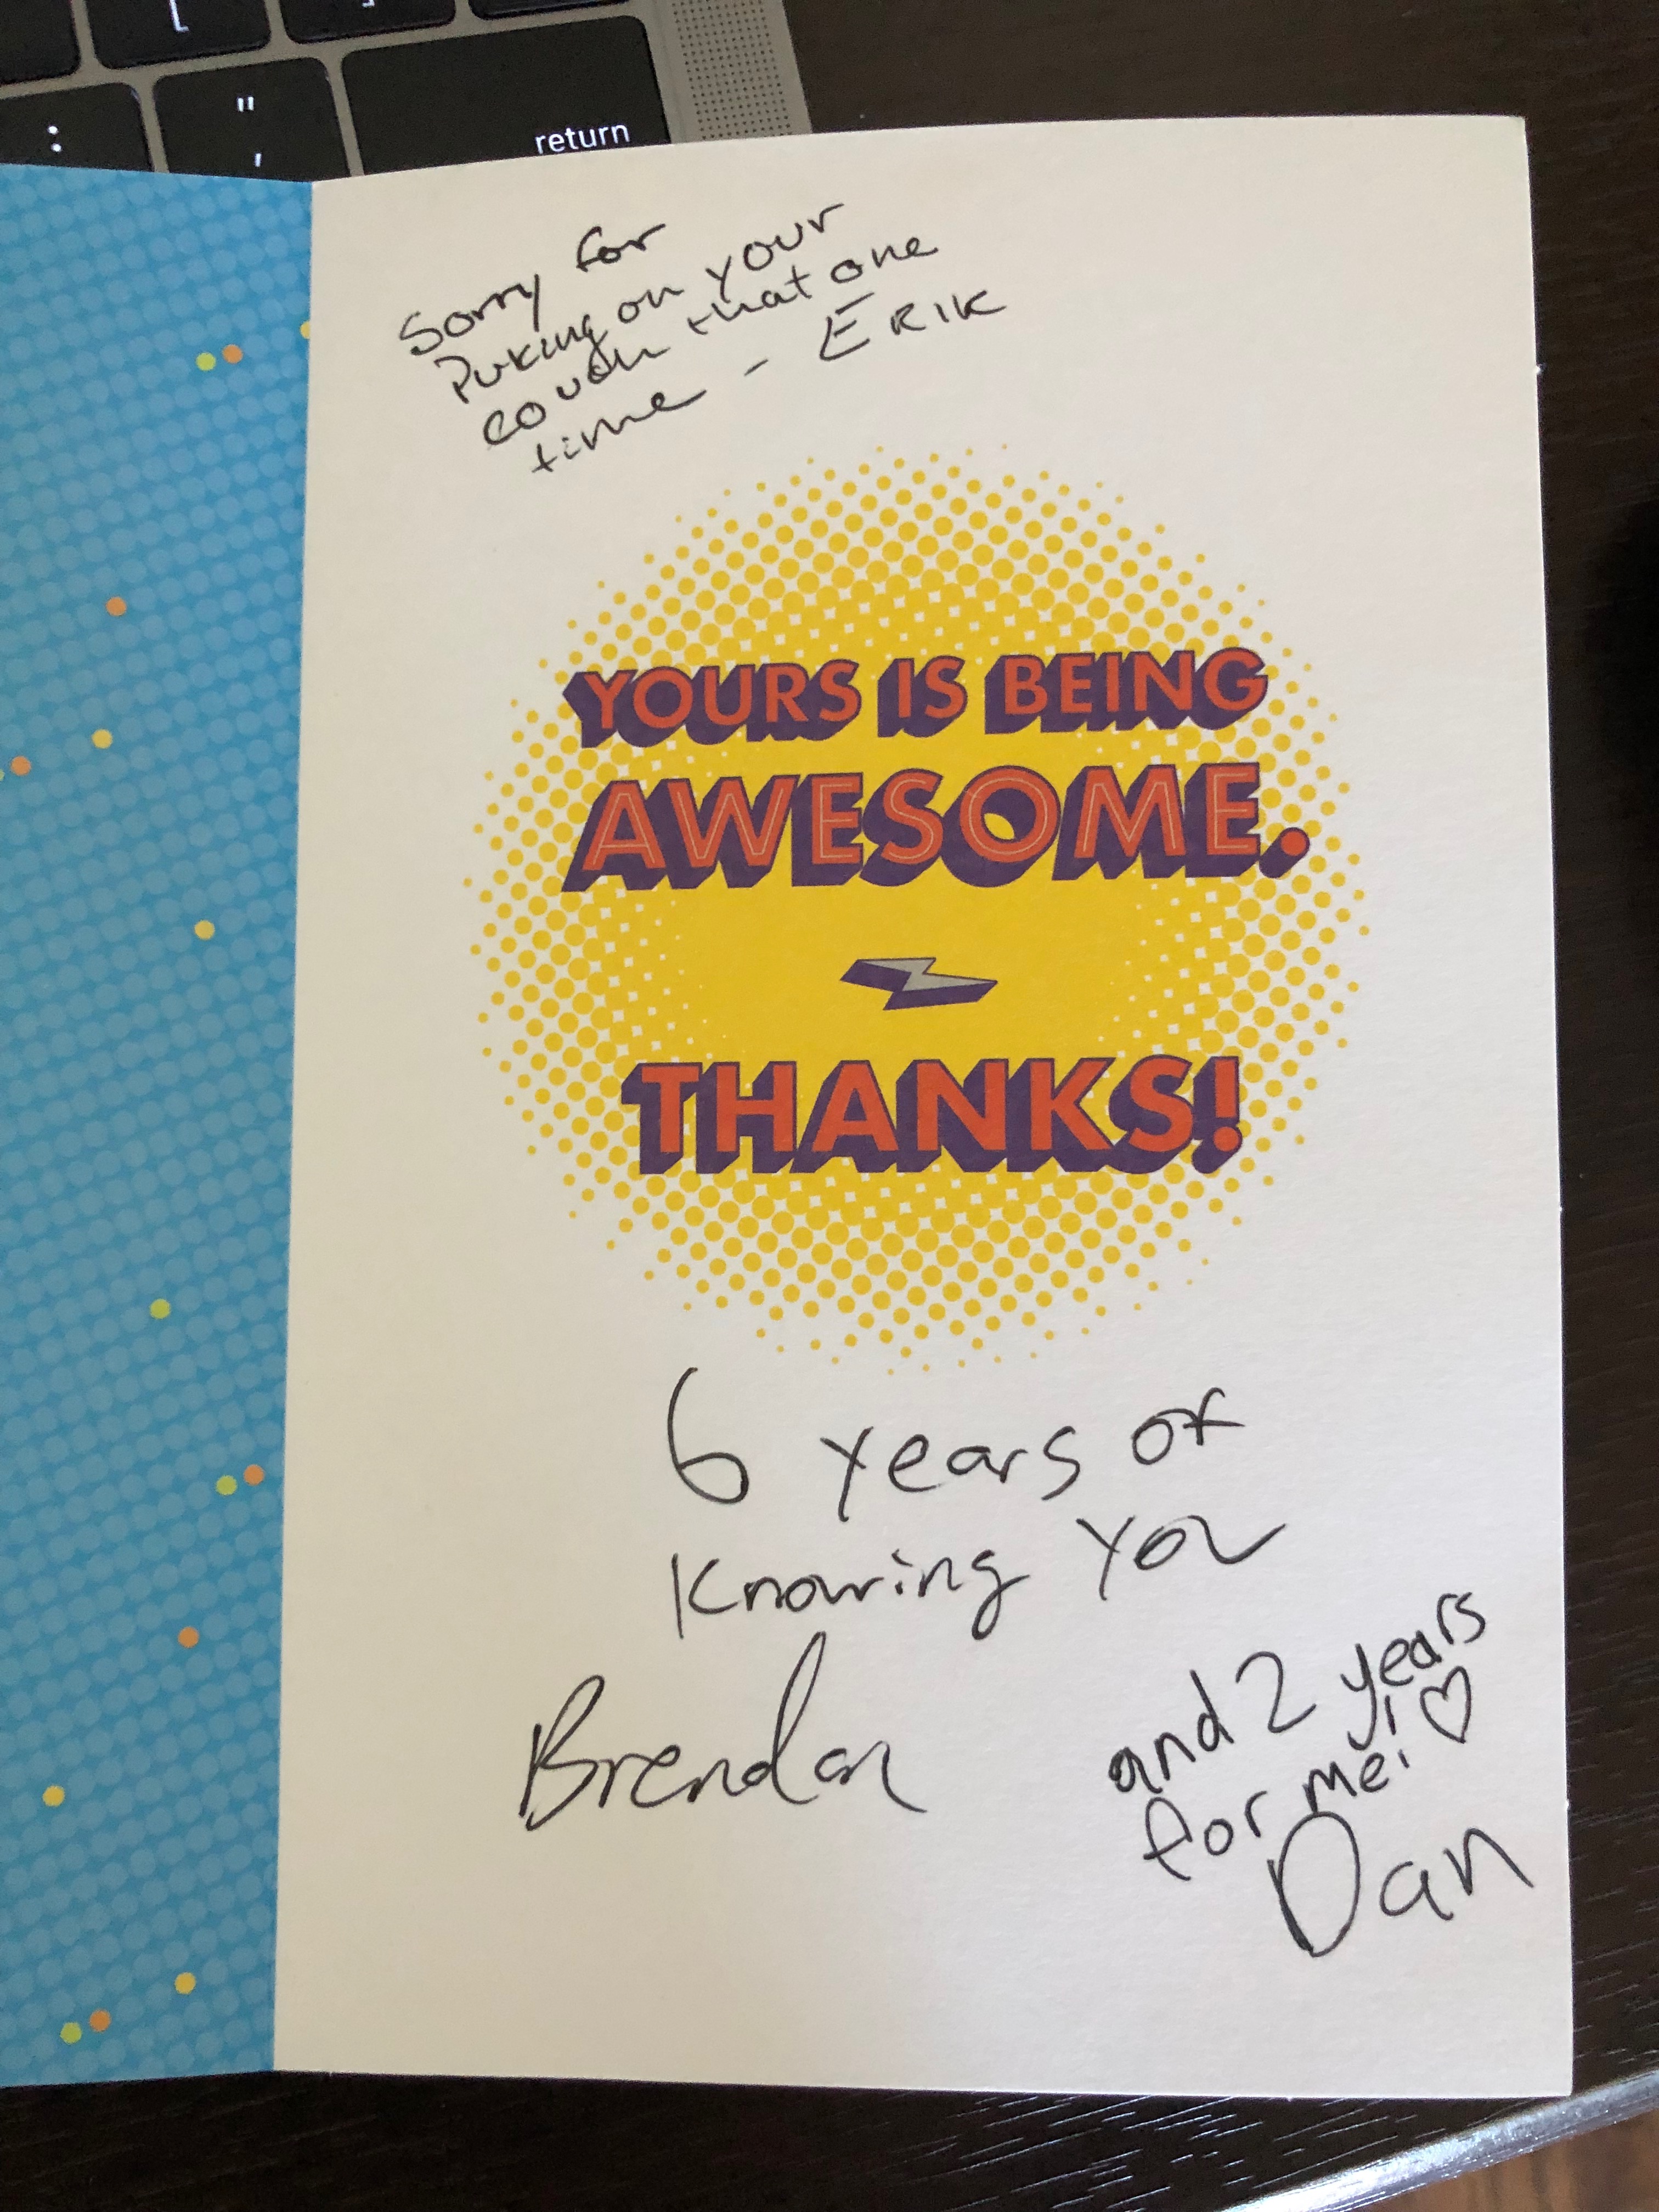 [ ]
: " '
return
Sorry for
Puking on your
couch that one
time - ERIK
YOURS IS BEING
AWESOME.
THANKS!
6 years of
Knowing you
Brendan
and 2 years
for me! ♡
Dan